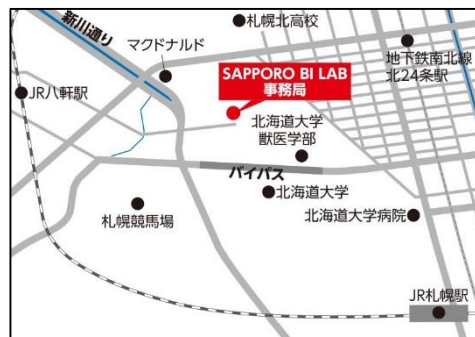 新川通り
札幌北高校
マクドナルド
地下鉄南北線
北24条駅
SAPPORO BI LAB
事務局
JR八軒駅
北海道大学
獣医学部
バイパス
北海道大学
札幌競馬場
北海道大学病院
JR札幌駅